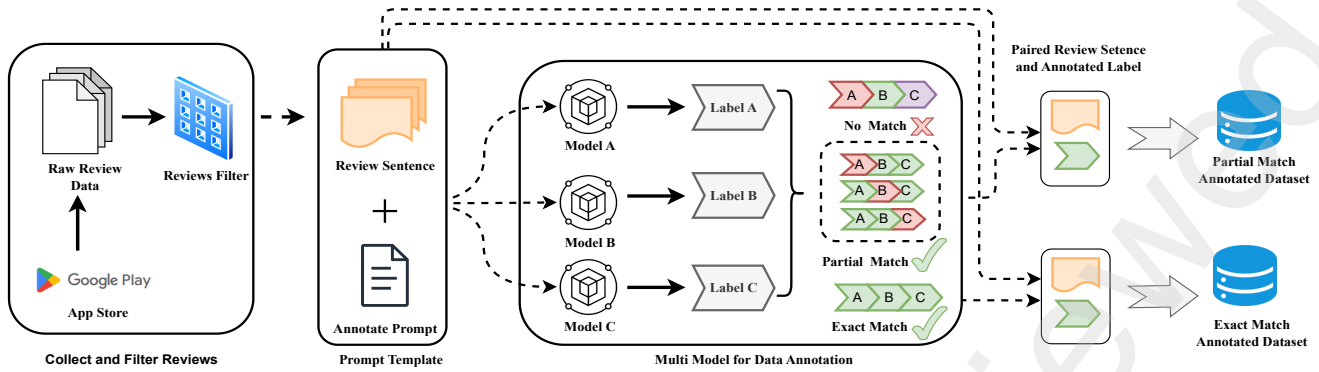 Raw Review
Data
Reviews Filter
Google Play
App Store
Collect and Filter Reviews
Review Sentence
+
Annotate Prompt
Prompt Template
Model A
Label A
Model B
Label B
Model C
Label C
A B C
No Match
A B C
A B C
A B C
Partial Match
A B C
Exact Match
Multi Model for Data Annotation
Paired Review Setence
and Annotated Label
Partial Match
Annotated Dataset
Exact Match
Annotated Dataset